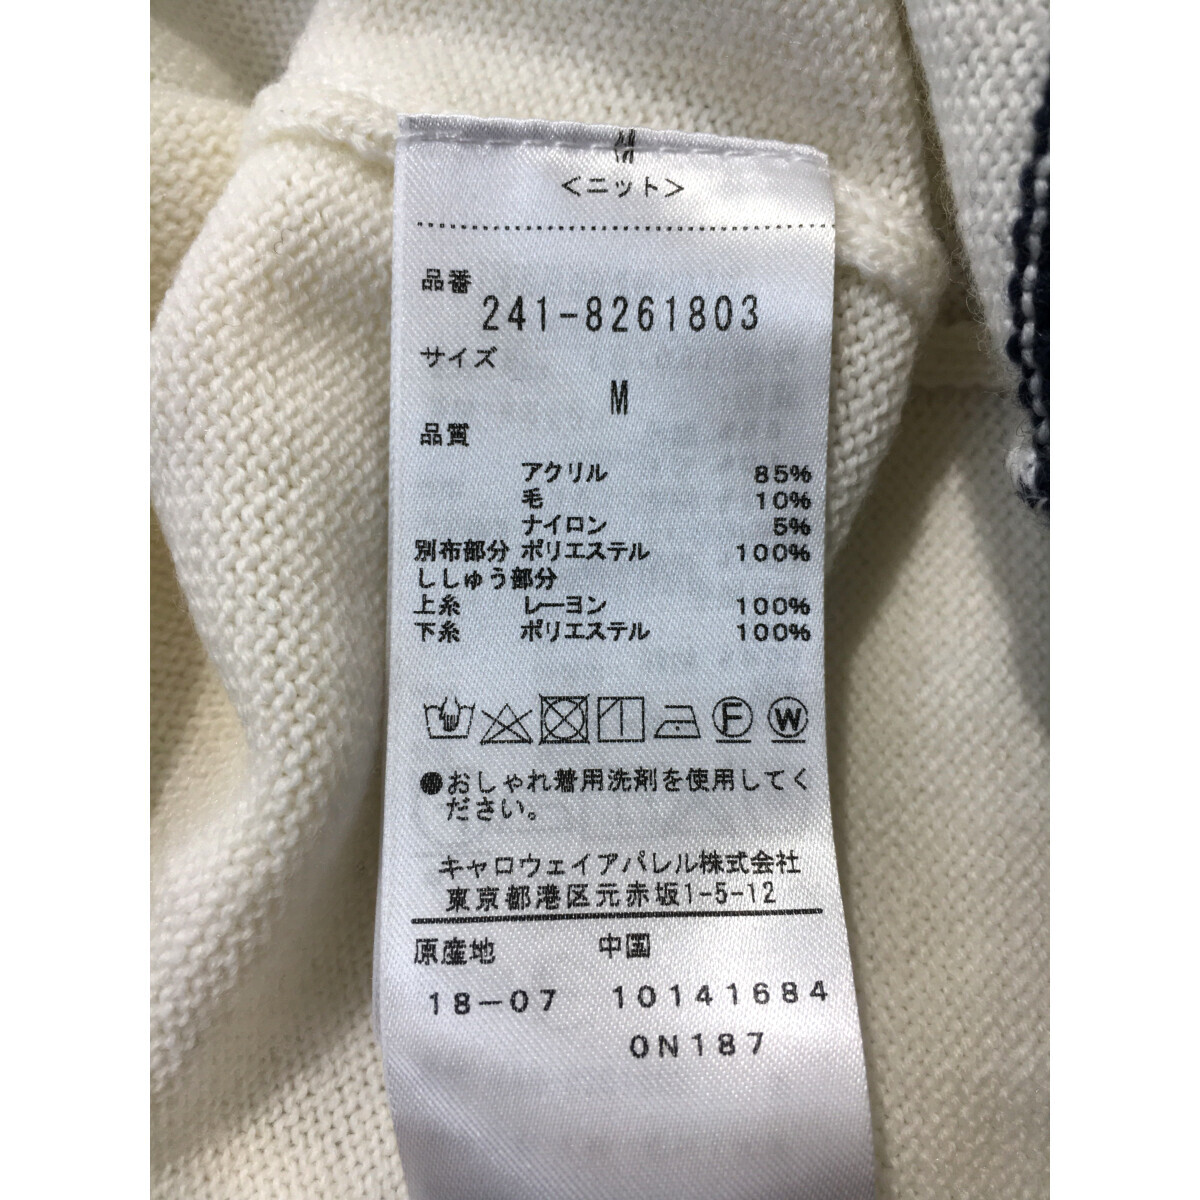 <ニット>
品番
241-8261803
サイズ
M
品質
アクリル 85%
毛 10%
ナイロン 5%
別布部分 ポリエステル 100%
ししゅう部分
上糸 レーヨン 100%
下糸 ポリエステル 100%
F W
●おしゃれ着用洗剤を使用してく
ださい。
キャロウェイアパレル株式会社
東京都港区元赤坂1-5-12
原産地 中国
18-07 10141684
0N187